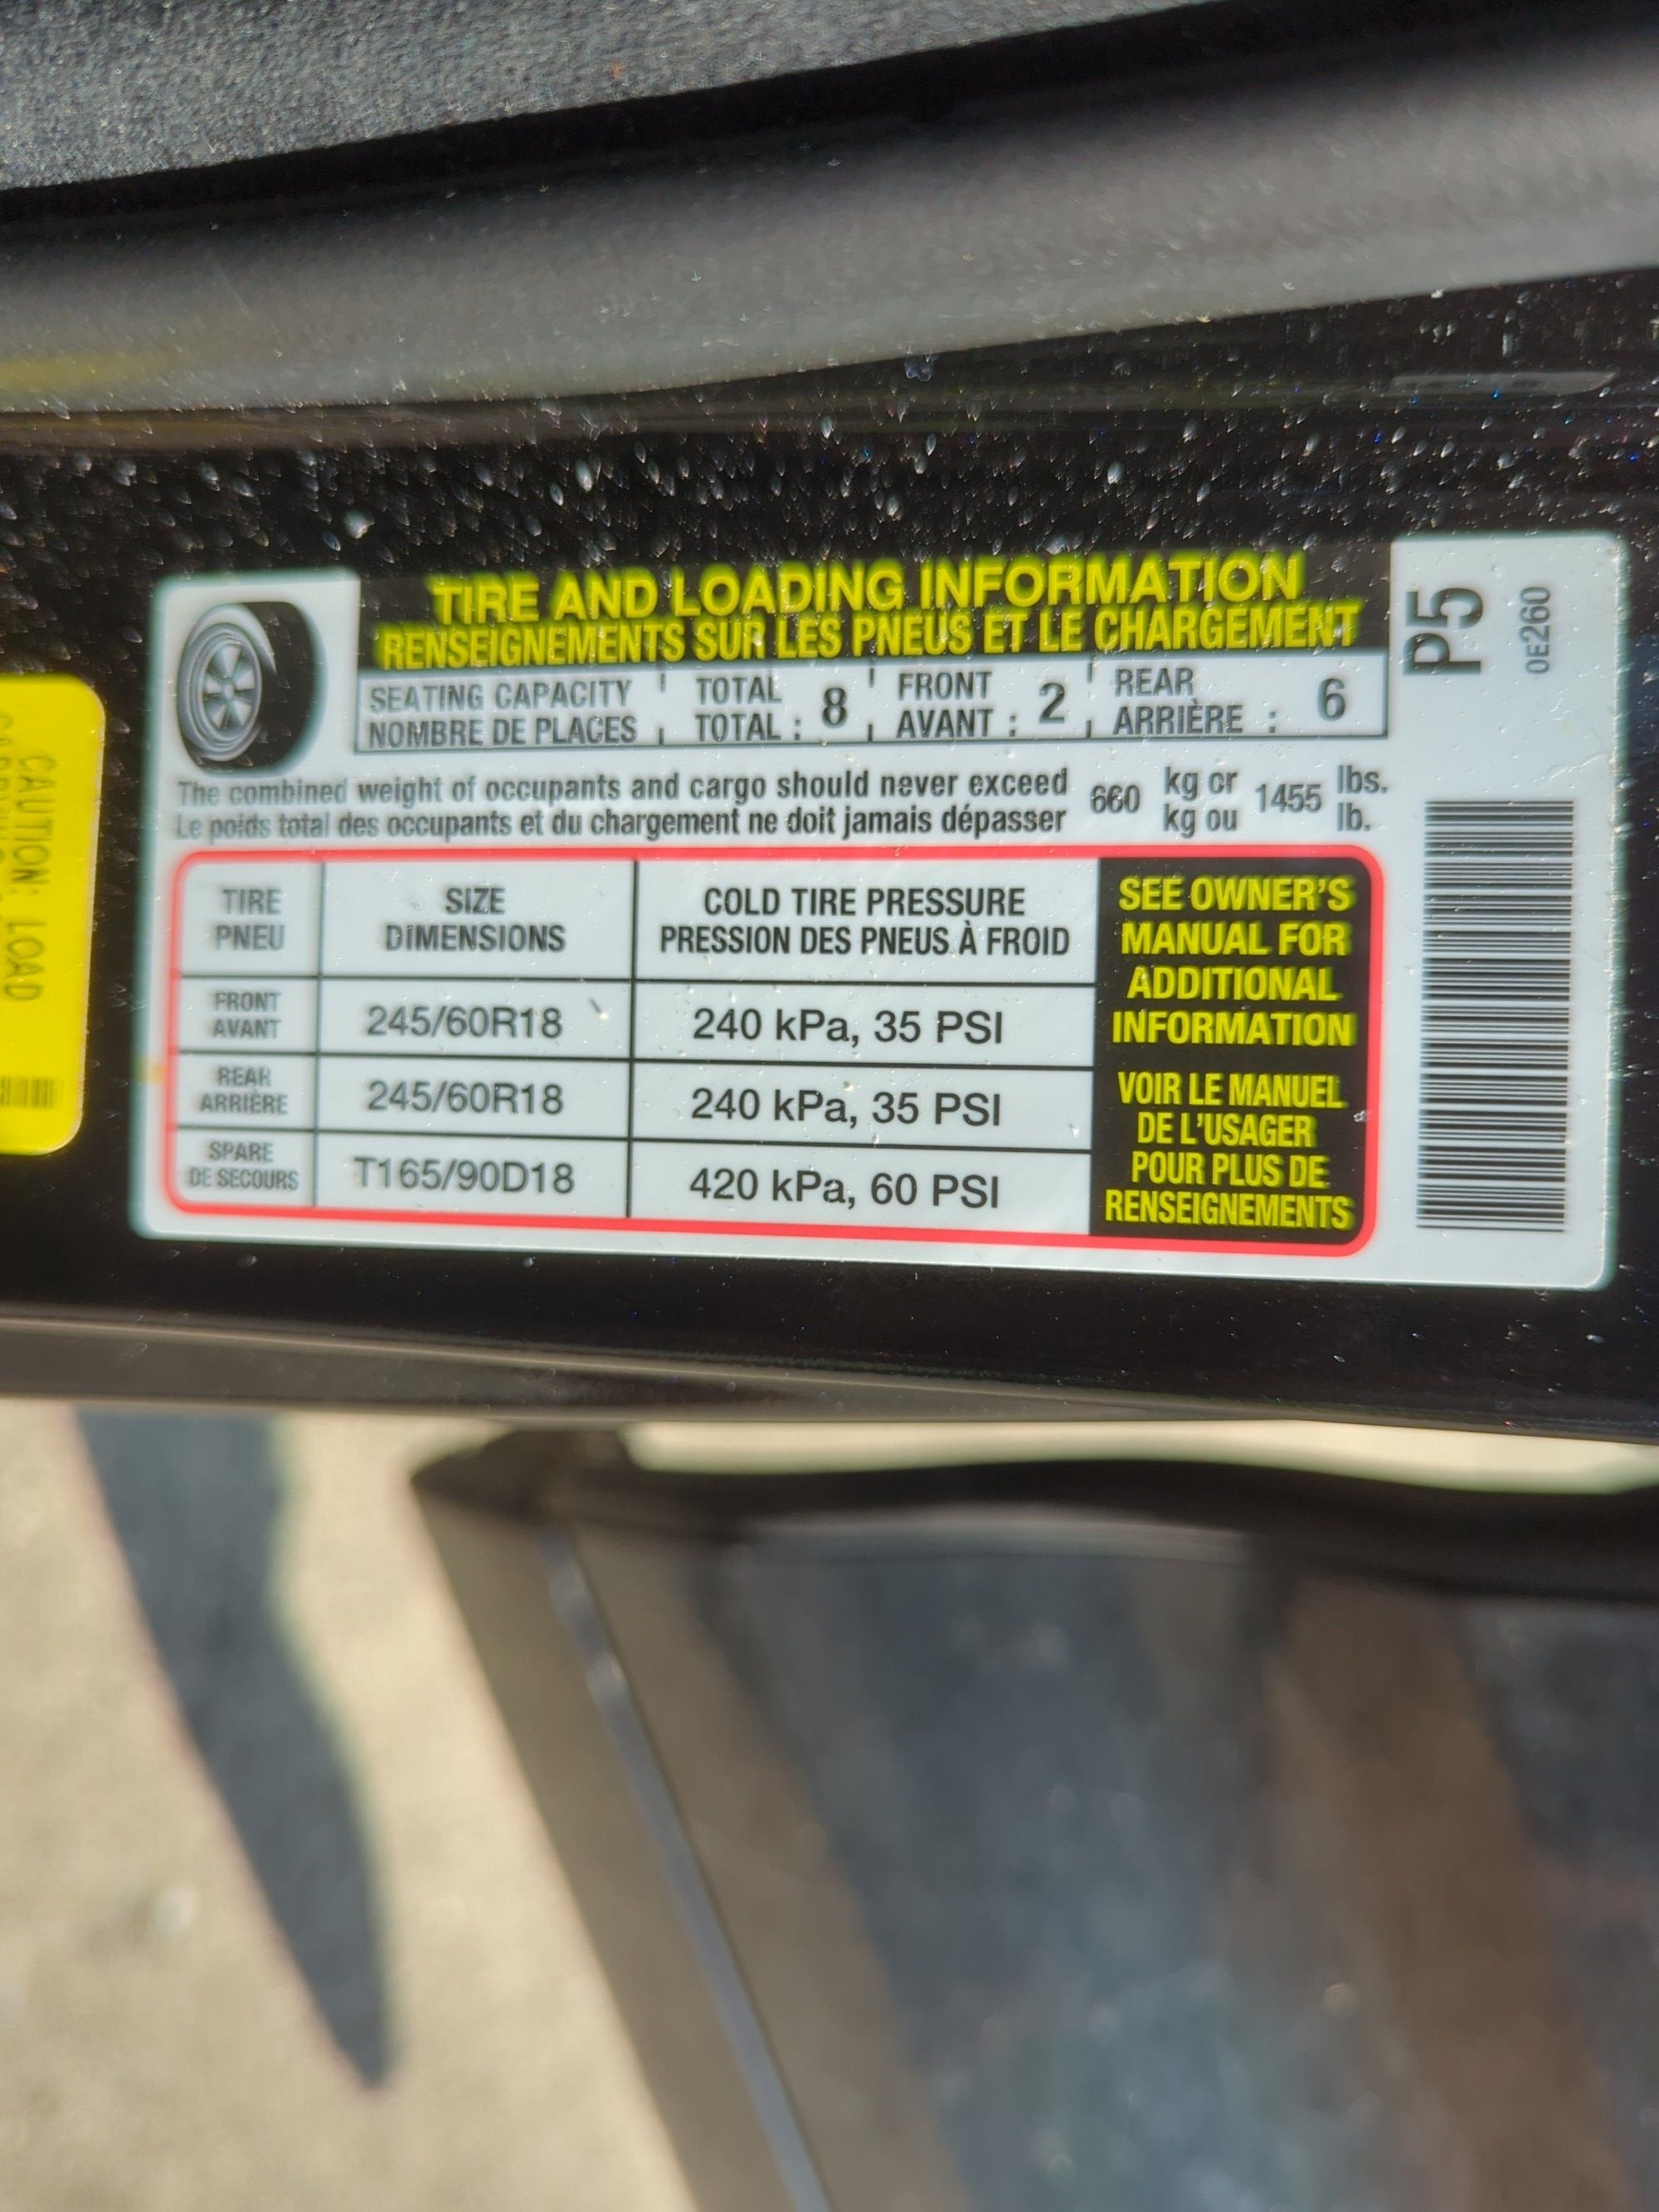 TIRE AND LOADING INFORMATION
RENSEIGNEMENTS SUR LES PNEUS ET LE CHARGEMENT
SEATING CAPACITY TOTAL FRONT REAR
NOMBRE DE PLACES TOTAL : 8 AVANT : 2 ARRIÈRE : 6
The combined weight of occupants and cargo should never exceed 660 kg or 1455 lbs.
Le poids total des occupants et du chargement ne doit jamais dépasser kg ou lb.
TIRE SIZE COLD TIRE PRESSURE
PNEU DIMENSIONS PRESSION DES PNEUS À FROID
FRONT
AVANT 245/60R18 240 kPa, 35 PSI
REAR
ARRIÈRE 245/60R18 240 kPa, 35 PSI
SPARE
DE SECOURS T165/90D18 420 kPa, 60 PSI
SEE OWNER'S
MANUAL FOR
ADDITIONAL
INFORMATION
VOIR LE MANUEL
DE L'USAGER
POUR PLUS DE
RENSEIGNEMENTS
P5
0E260
CAUTION: LOAD